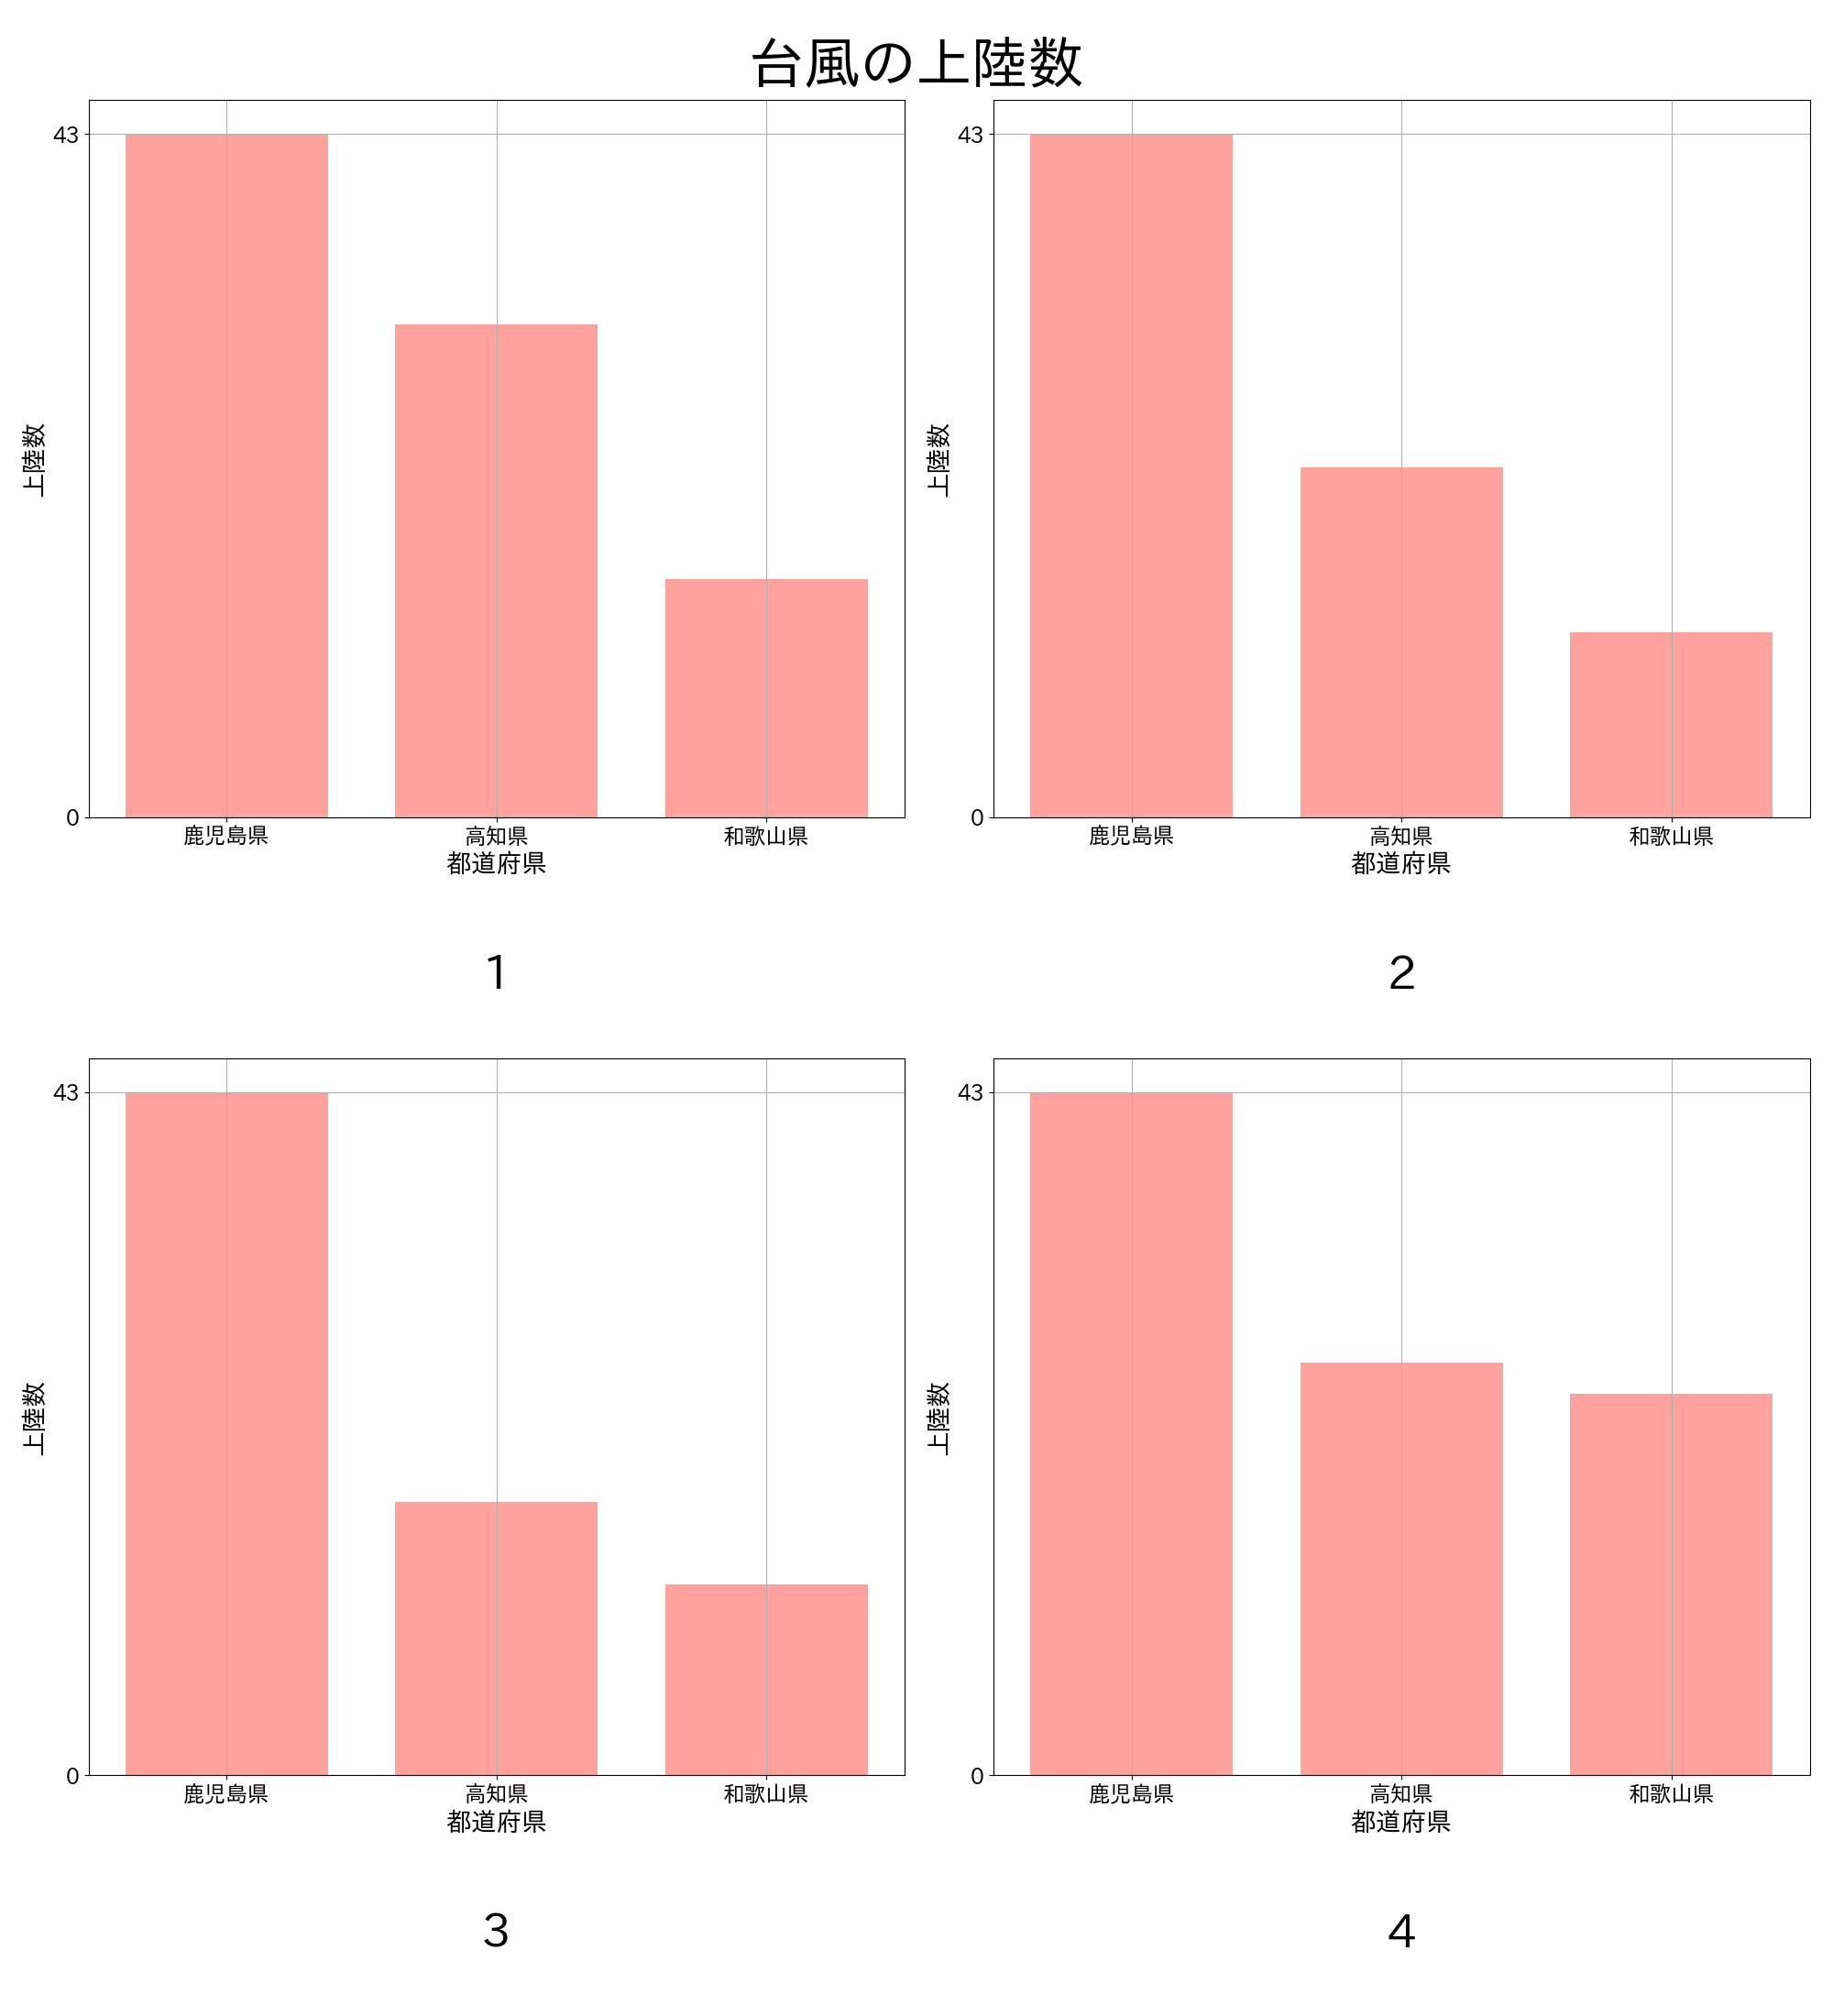 台風の上陸数
43
0
上陸数
鹿児島県 高知県 和歌山県
都道府県
1
43
0
上陸数
鹿児島県 高知県 和歌山県
都道府県
2
43
0
上陸数
鹿児島県 高知県 和歌山県
都道府県
3
43
0
上陸数
鹿児島県 高知県 和歌山県
都道府県
4